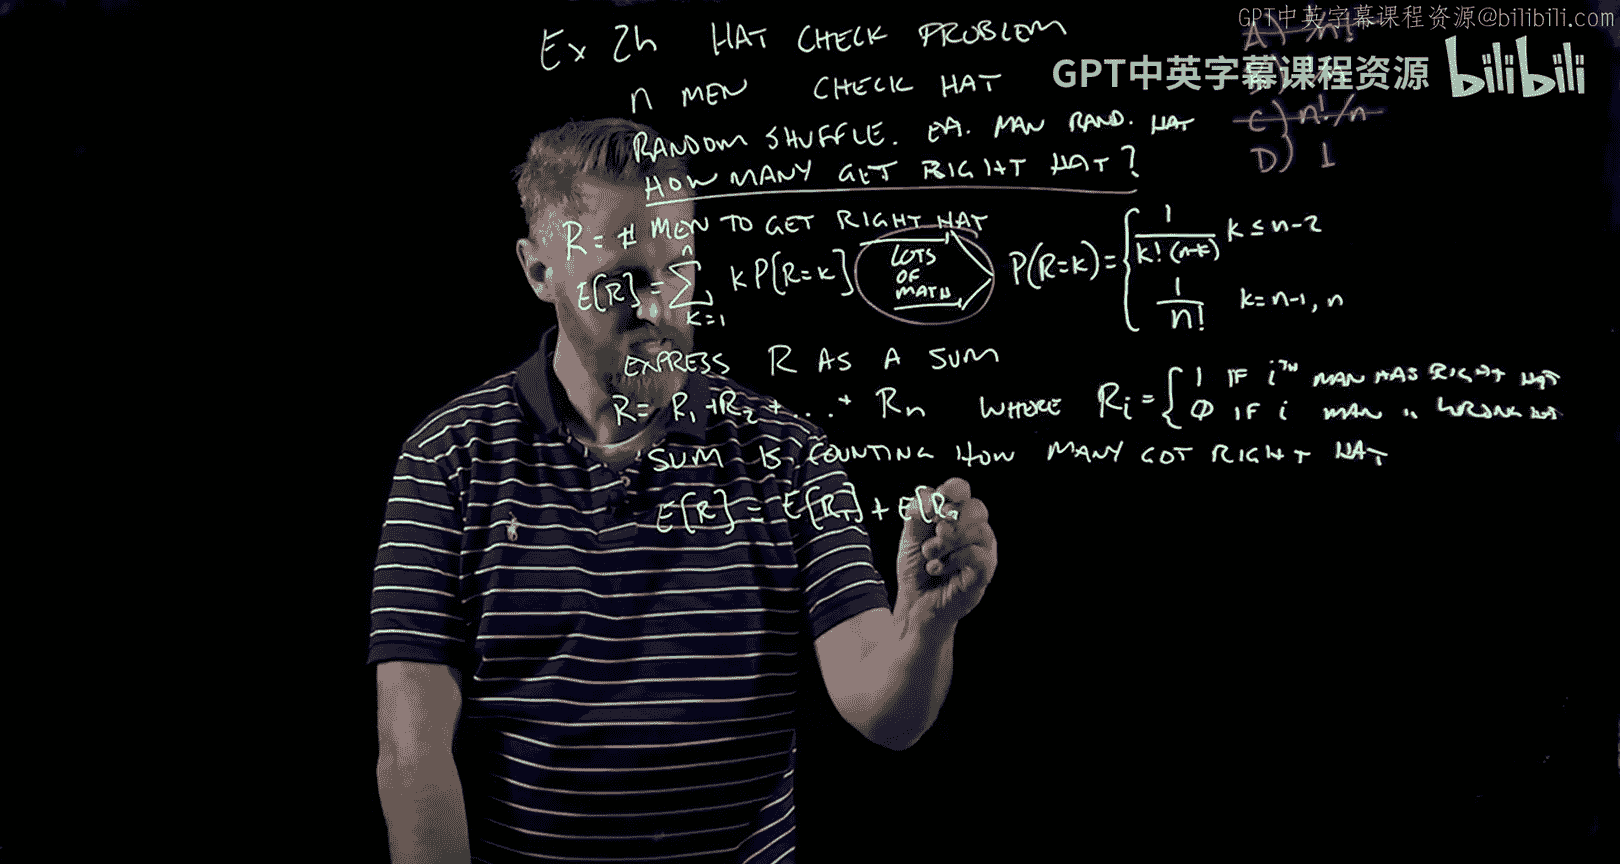 GPT中英字幕课程资源@bilibili.com
GPT中英字幕课程资源 bilibili
Ex 2h HAT CHECK PROBLEM
n MEN CHECK HAT
RANDOM SHUFFLE. EA. MAN RAND. HAT
HOW MANY GET RIGHT HAT?
A) n!
C) n!/n
D) 1
R = # MEN TO GET RIGHT HAT
E[R] = ∑_{k=1}^{n} k P[R=k]
LOTS
OF
MATH
P(R=k) = { 1/(k!(n-k)) k ≤ n-2
1/n! k=n-1, n
EXPRESS R AS A SUM
R = R₁ + R₂ + ... + Rn WHERE Ri = { 1 IF iTH MAN HAS RIGHT HAT
0 IF i MAN " WRONG HAT
SUM IS COUNTING HOW MANY GOT RIGHT HAT
E[R] = E[R₁] + E[R₂